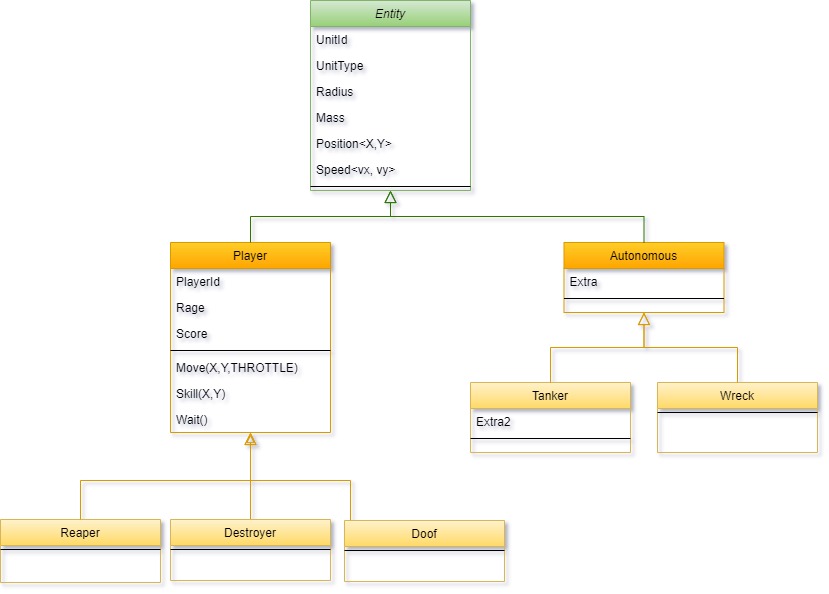 Entity
UnitId
UnitType
Radius
Mass
Position<X,Y>
Speed<vx, vy>
Player
PlayerId
Rage
Score
Move(X,Y,THROTTLE)
Skill(X,Y)
Wait()
Autonomous
Extra
Tanker
Extra2
Wreck
Reaper
Destroyer
Doof